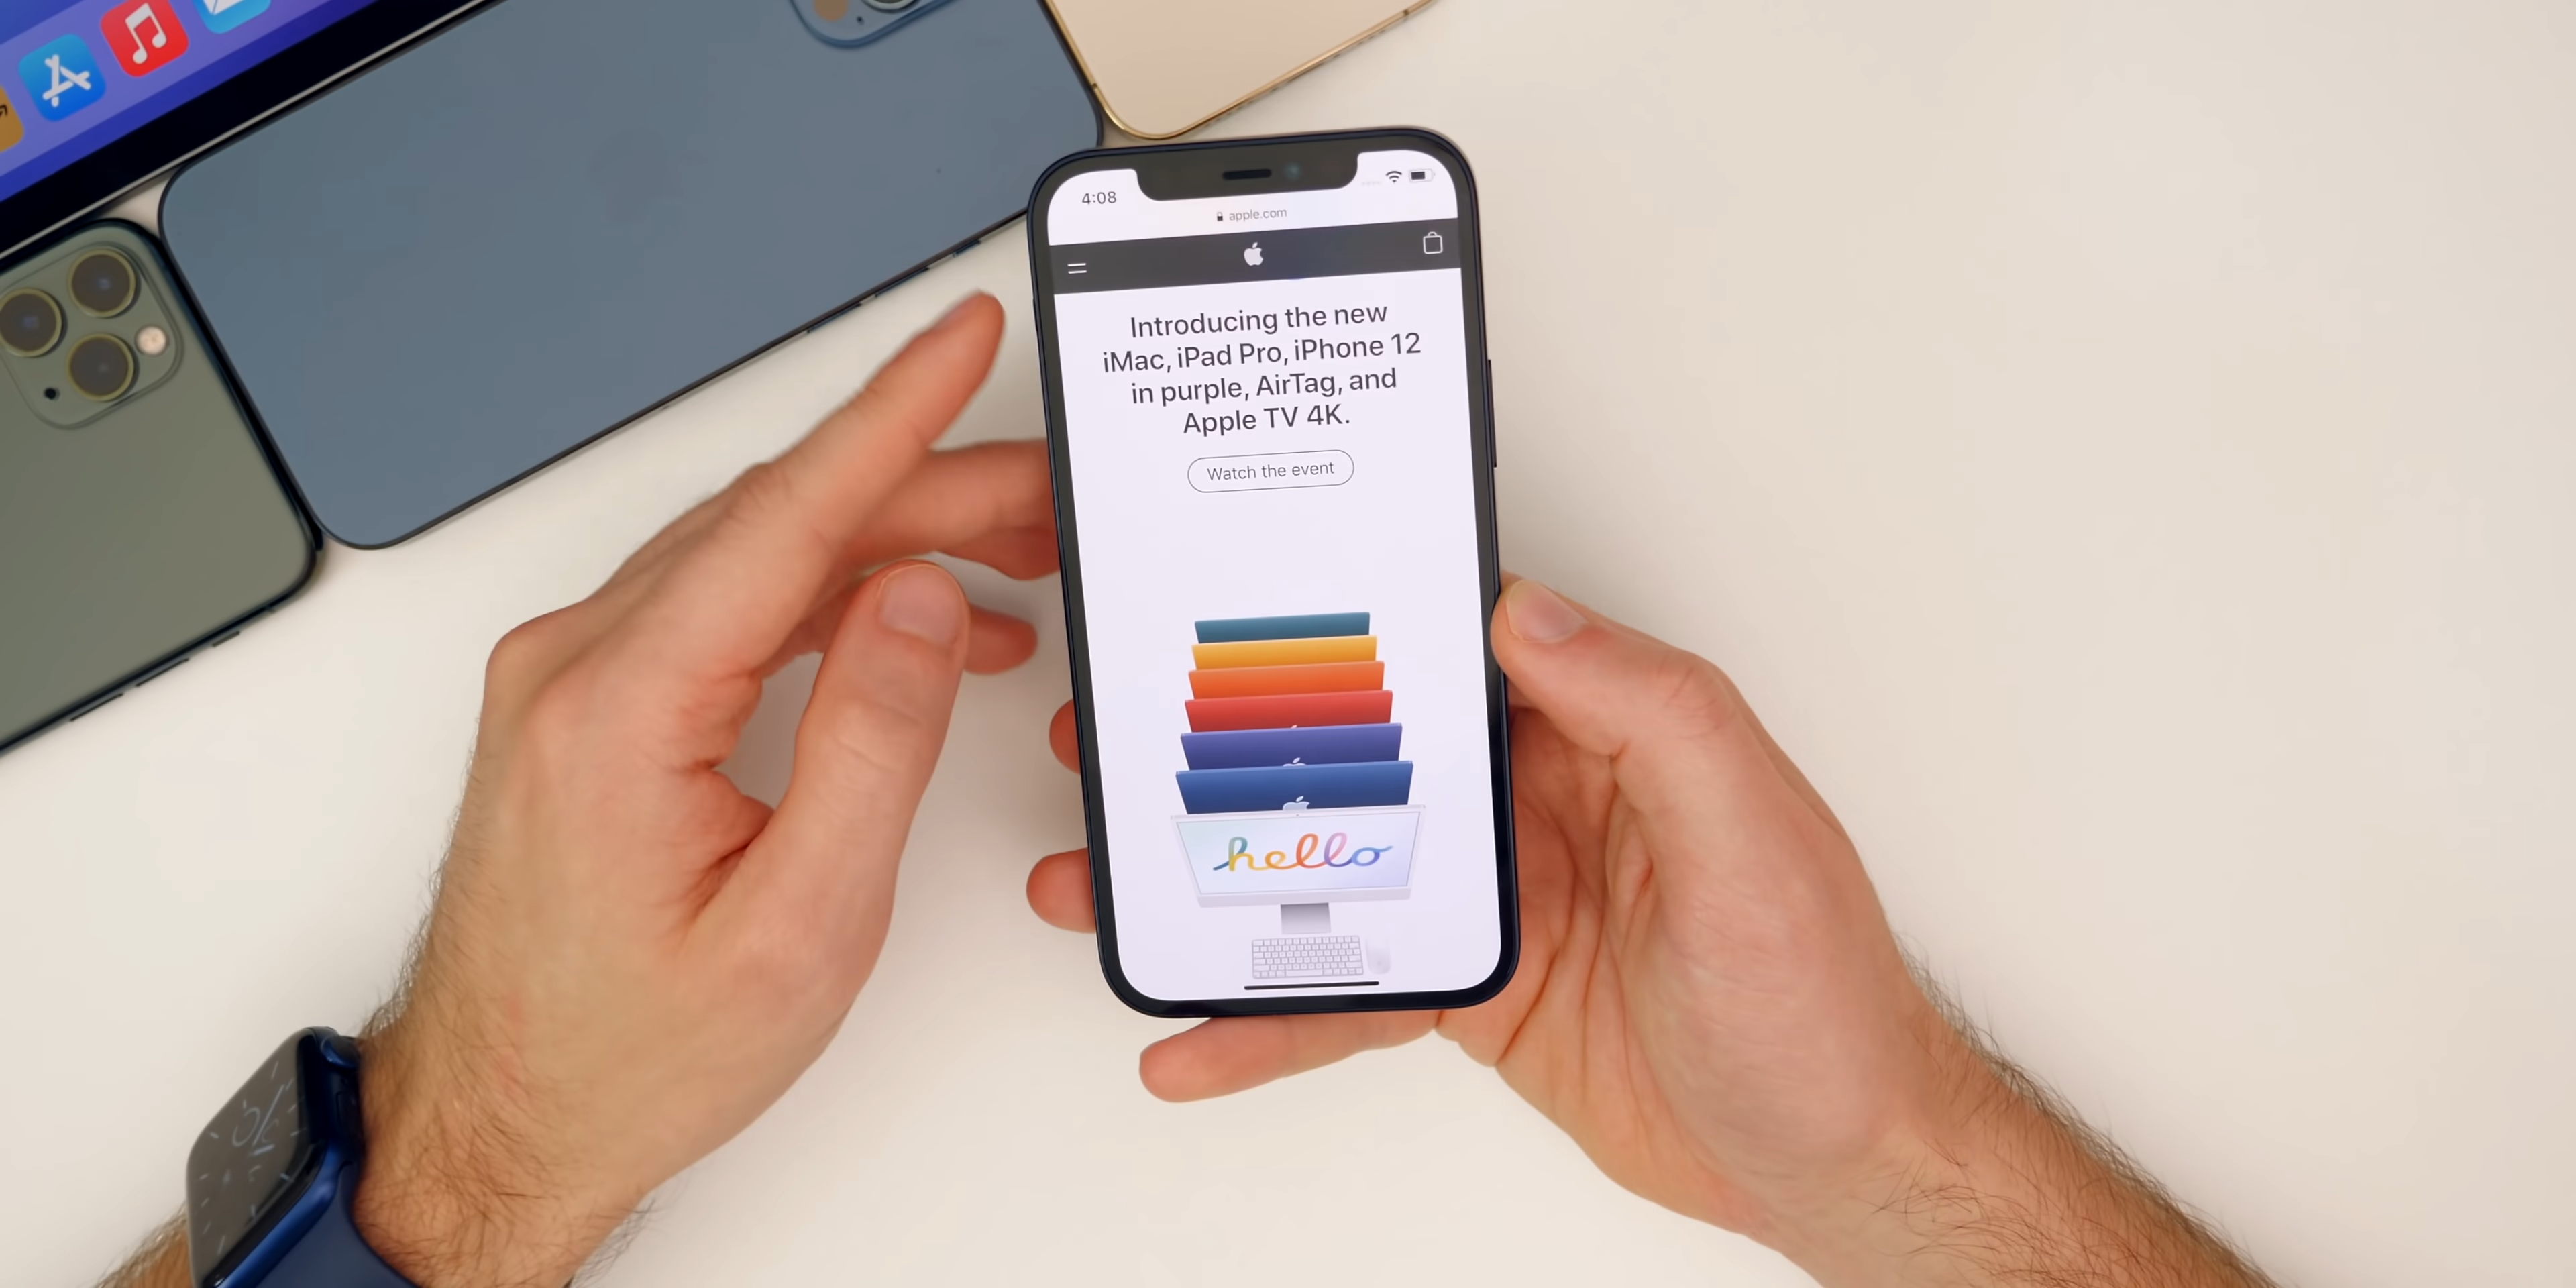 4:08
apple.com
Introducing the new
iMac, iPad Pro, iPhone 12
in purple, AirTag, and
Apple TV 4K.
Watch the event
hello